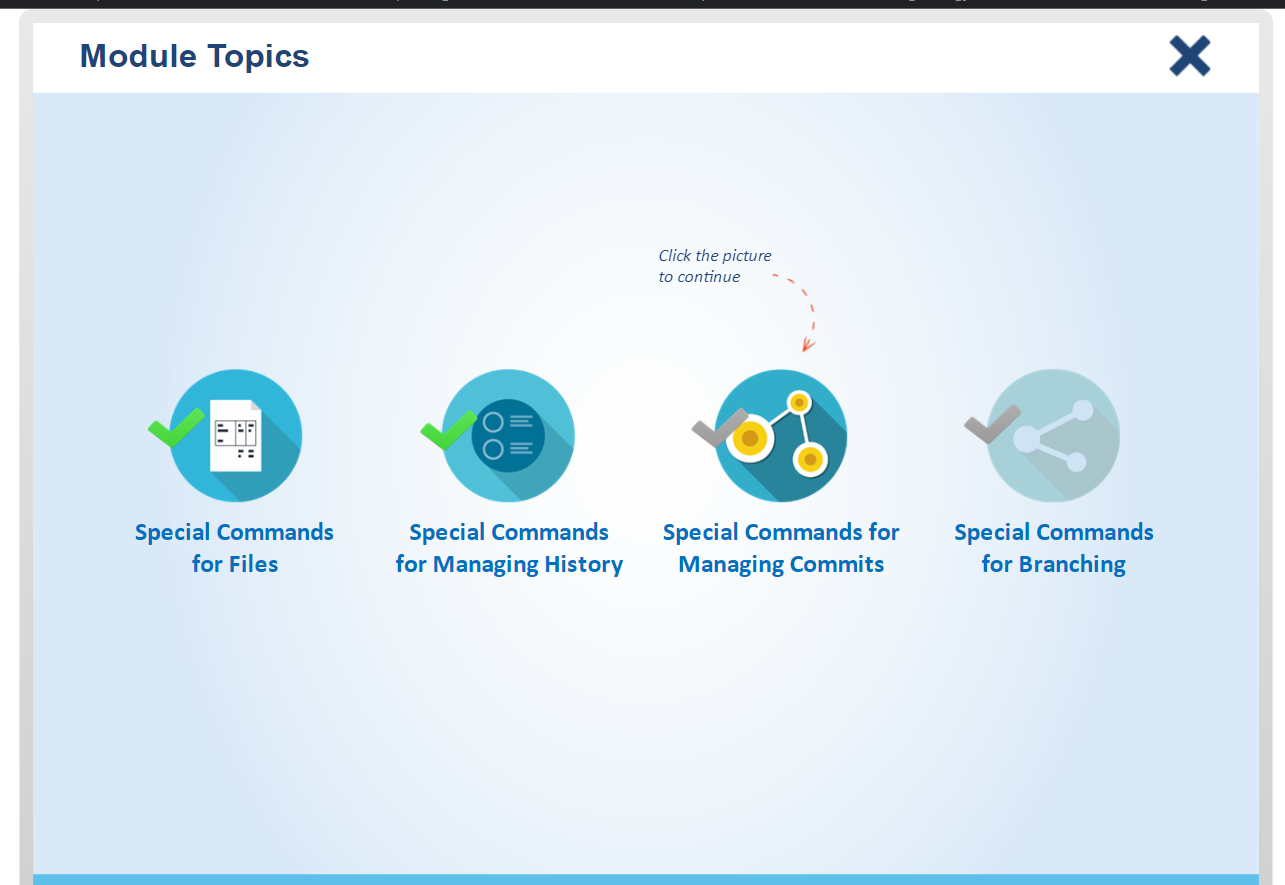 Module Topics
Click the picture
to continue
Special Commands
for Files
Special Commands
for Managing History
Special Commands for
Managing Commits
Special Commands
for Branching